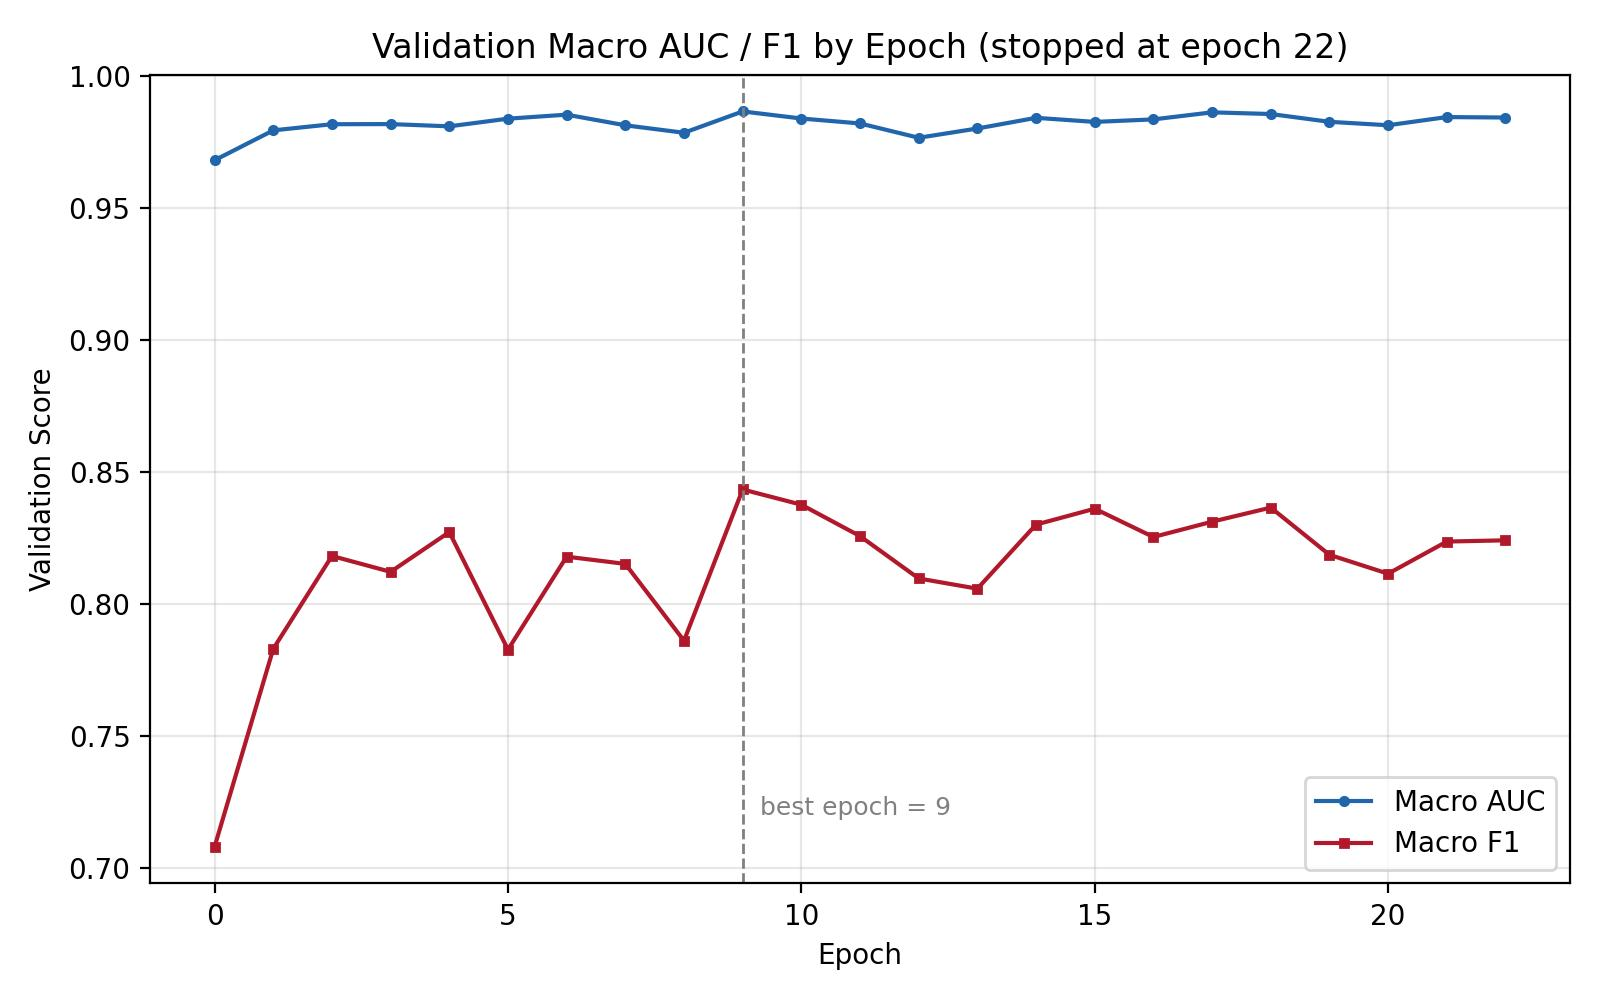 Validation Macro AUC / F1 by Epoch (stopped at epoch 22)
Validation Score
1.00
0.95
0.90
0.85
0.80
0.75
0.70
best epoch = 9
Macro AUC
Macro F1
0 5 10 15 20
Epoch